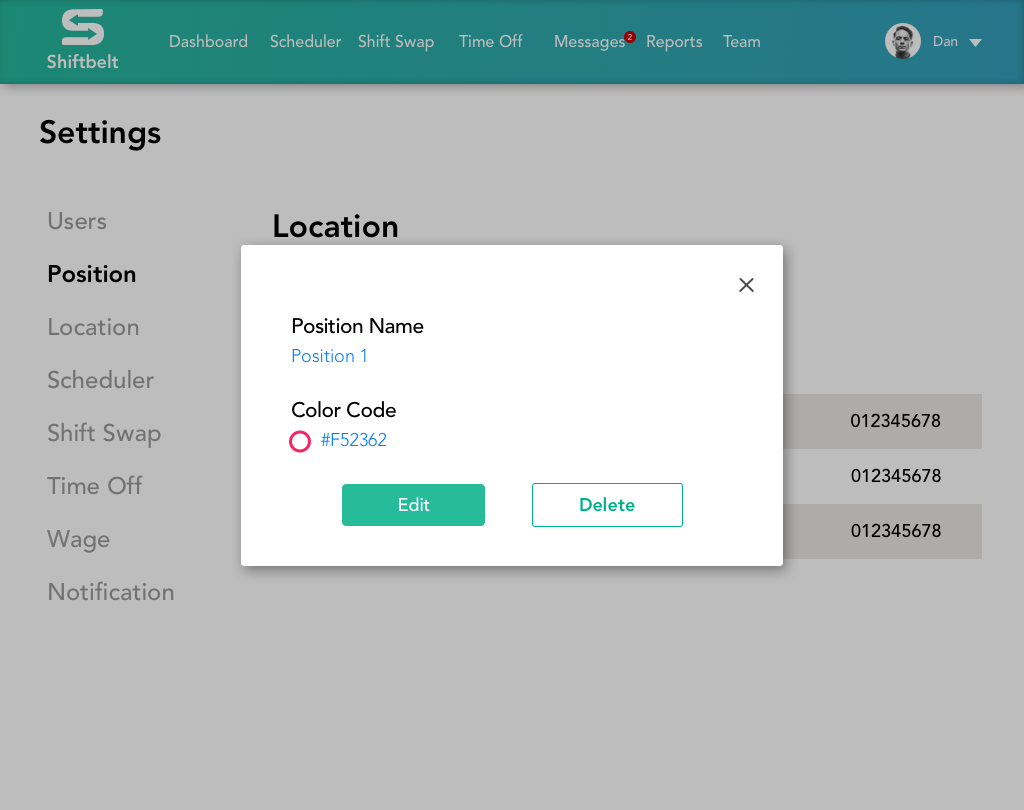 Shiftbelt
Dashboard Scheduler Shift Swap Time Off Messages 2 Reports Team Dan
Settings
Users
Position
Location
Scheduler
Shift Swap
Time Off
Wage
Notification
Location
Position Name
Position 1
Color Code
#F52362
Edit Delete
012345678
012345678
012345678